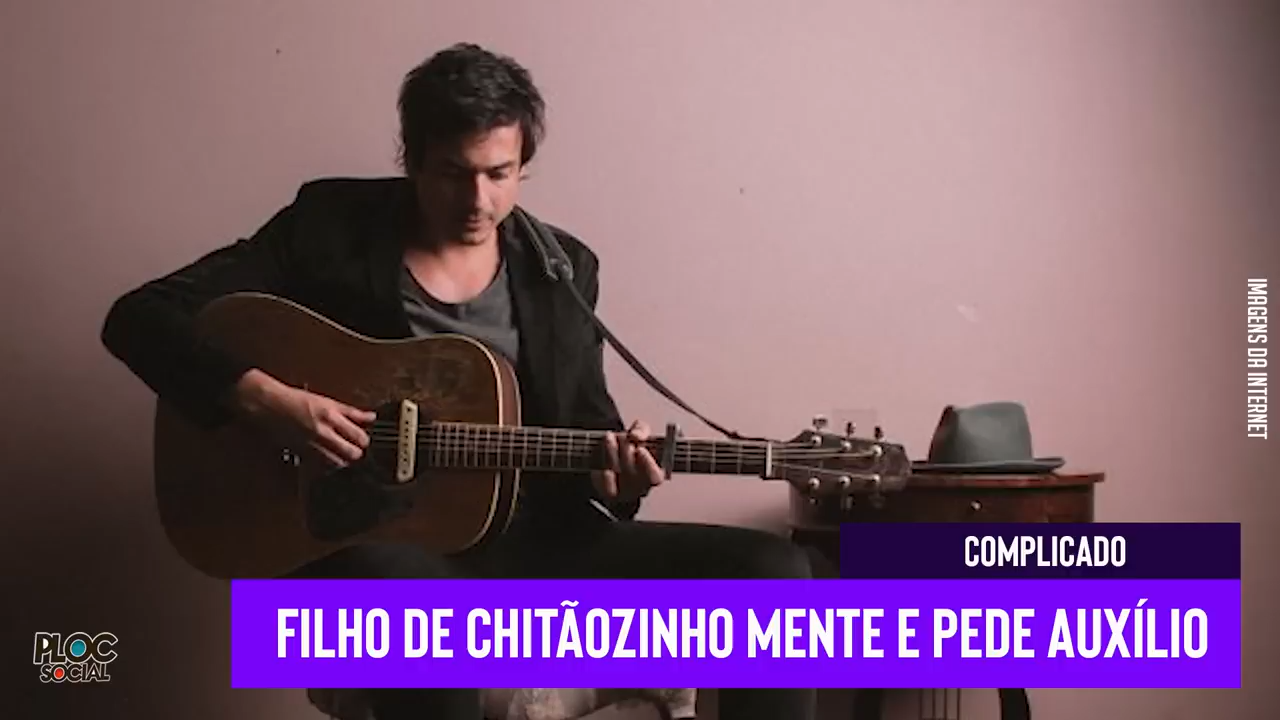 IMAGENS DA INTERNET
COMPLICADO
FILHO DE CHITÃOZINHO MENTE E PEDE AUXÍLIO
PLOC
SOCIAL